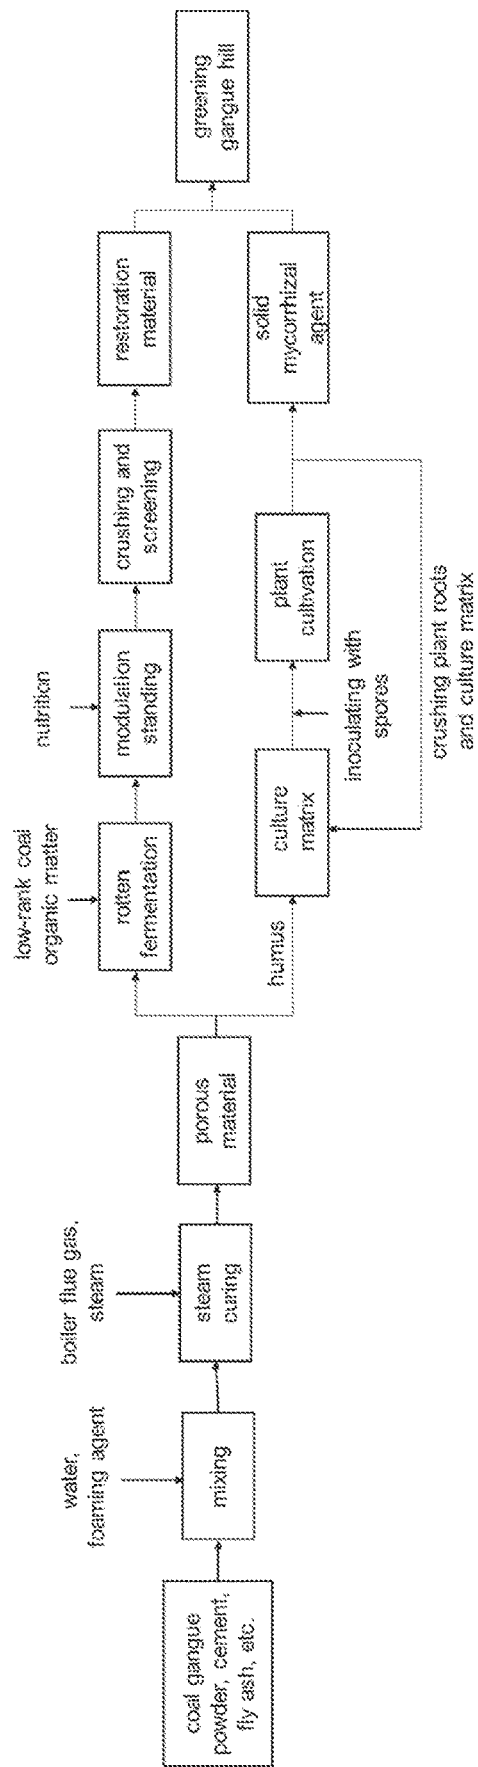 coal gangue
powder, cement,
fly ash, etc.
water,
foaming agent
mixing
boiler flue gas,
steam
steam
curing
porous
material
low-rank coal
organic matter
rotten
fermentation
nutrition
modulation
standing
crushing and
screening
restoration
material
humus
culture
matrix
inoculating with
spores
plant
cultivation
crushing plant roots
and culture matrix
solid
mycorrhizal
agent
greening
gangue hill